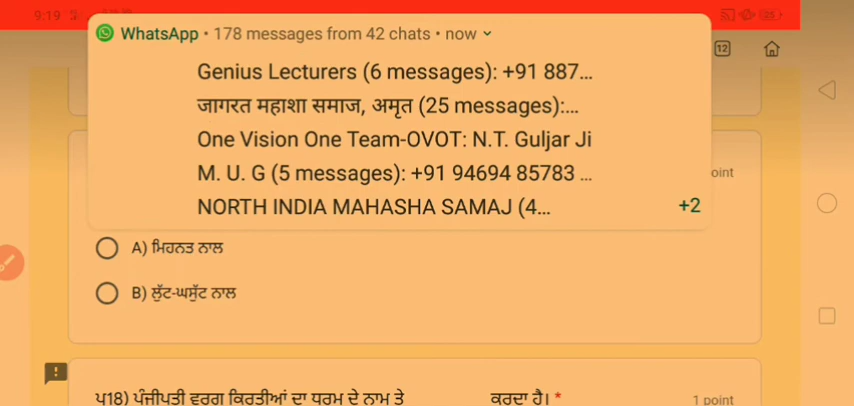 9:19
WhatsApp • 178 messages from 42 chats • now
12
Genius Lecturers (6 messages): +91 887...
जागरत महाशा समाज, अमृत (25 messages):...
One Vision One Team-OVOT: N.T. Guljar Ji
M. U. G (5 messages): +91 94694 85783 ...
oint
NORTH INDIA MAHASHA SAMAJ (4...
+2
A) ਮਿਹਨਤ ਨਾਲ
B) ਲੁੱਟ-ਘਸੁੱਟ ਨਾਲ
ਪ18) ਪੰਜੀਪਤੀ ਵਰਗ ਕਿਰਤੀਆਂ ਦਾ ਧਰਮ ਦੇ ਨਾਮ ਤੇ ਕਰਦਾ ਹੈ। *
1 point